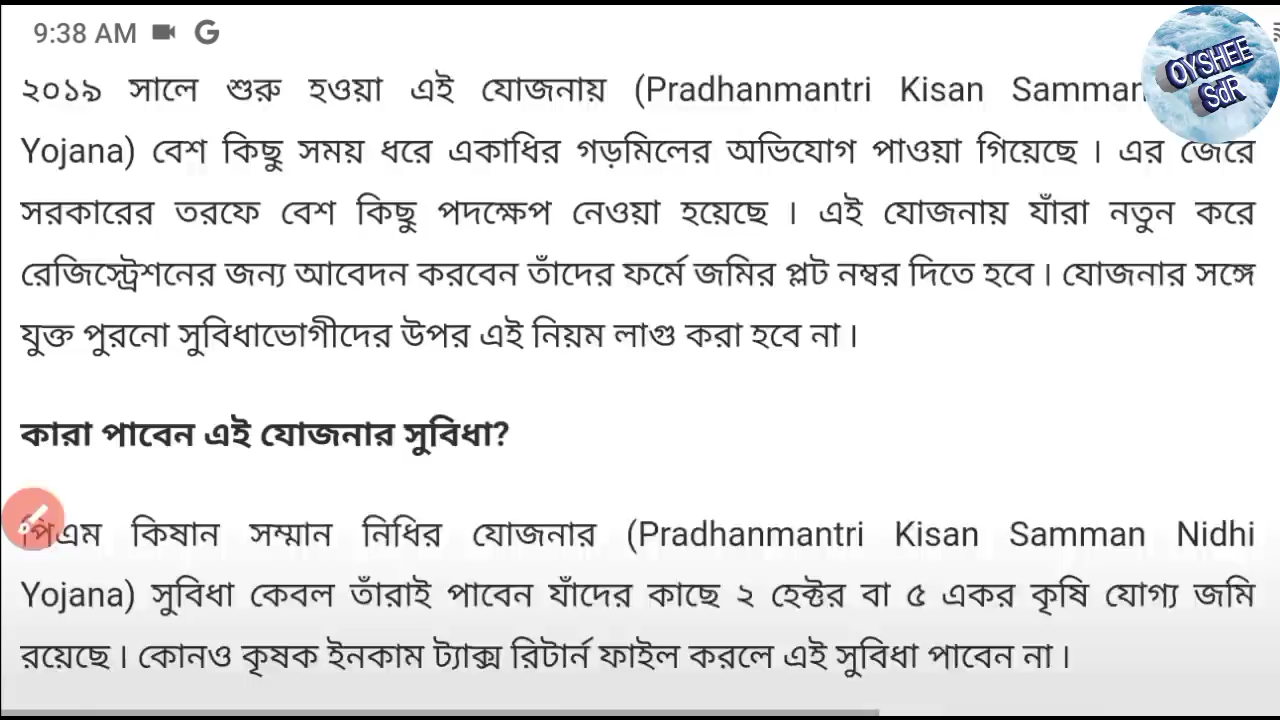 9:38 AM
OYSHEE
SdR
২০১৯ সালে শুরু হওয়া এই যোজনায় (Pradhanmantri Kisan Samman
Yojana) বেশ কিছু সময় ধরে একাধির গড়মিলের অভিযোগ পাওয়া গিয়েছে । এর জেরে
সরকারের তরফে বেশ কিছু পদক্ষেপ নেওয়া হয়েছে । এই যোজনায় যাঁরা নতুন করে
রেজিস্ট্রেশনের জন্য আবেদন করবেন তাঁদের ফর্মে জমির প্লট নম্বর দিতে হবে । যোজনার সঙ্গে
যুক্ত পুরনো সুবিধাভোগীদের উপর এই নিয়ম লাগু করা হবে না ।
কারা পাবেন এই যোজনার সুবিধা?
পিএম কিষান সম্মান নিধির যোজনার (Pradhanmantri Kisan Samman Nidhi
Yojana) সুবিধা কেবল তাঁরাই পাবেন যাঁদের কাছে ২ হেক্টর বা ৫ একর কৃষি যোগ্য জমি
রয়েছে । কোনও কৃষক ইনকাম ট্যাক্স রিটার্ন ফাইল করলে এই সুবিধা পাবেন না ।